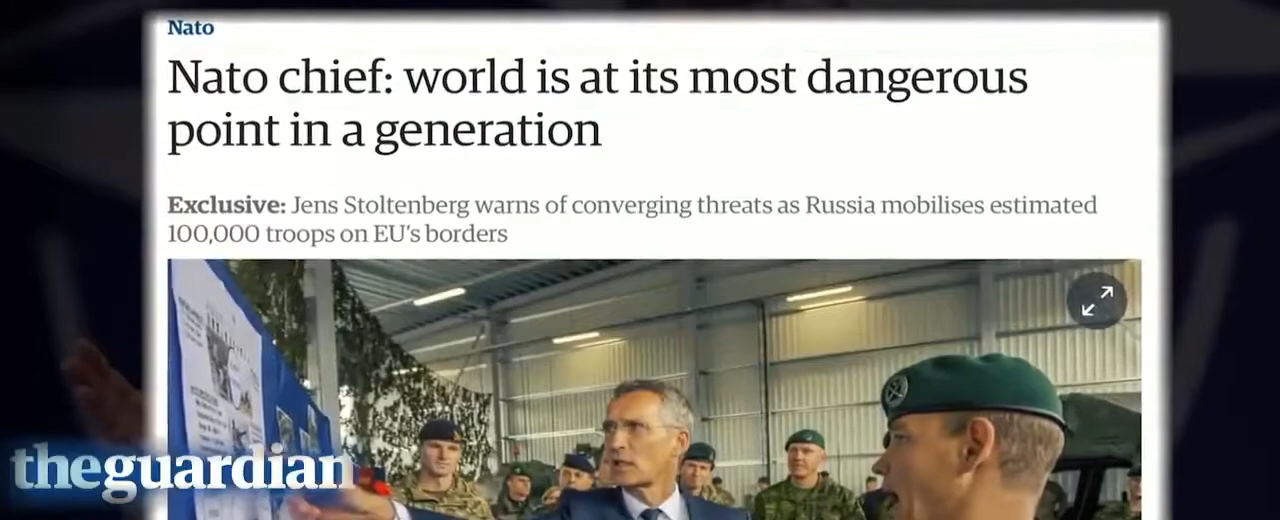 Nato
Nato chief: world is at its most dangerous
point in a generation
Exclusive: Jens Stoltenberg warns of converging threats as Russia mobilises estimated
100,000 troops on EU's borders
theguardian